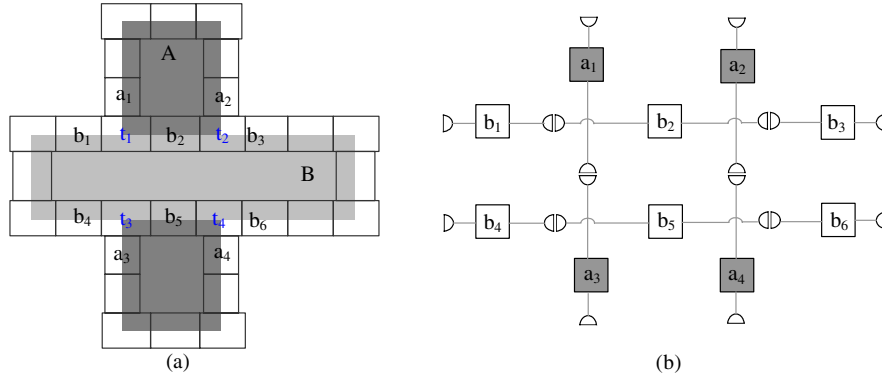 A
a1 a2
b1 t1 b2 t2 b3
B
b4 t3 b5 t4 b6
a3 a4
(a)
a1 a2
b1 b2 b3
b4 b5 b6
a3 a4
(b)